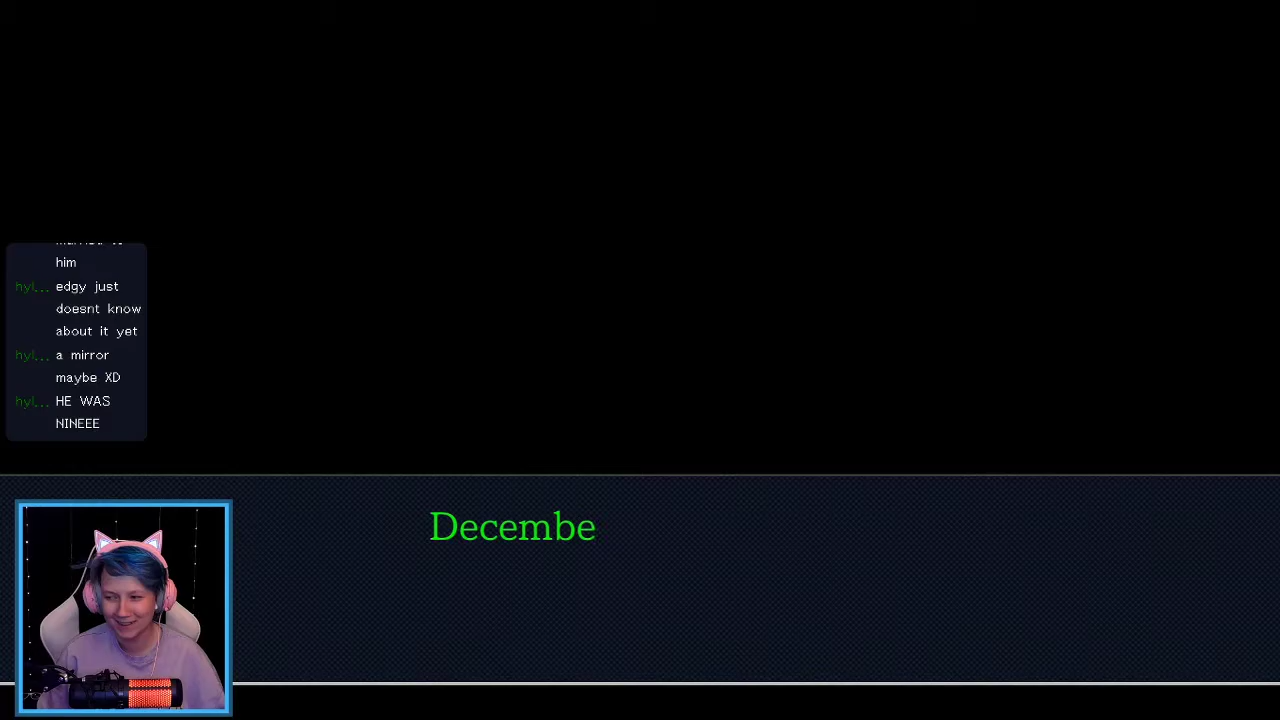 him
hyl... edgy just
doesnt know
about it yet
hyl... a mirror
maybe XD
hyl... HE WAS
NINEEE
Decembe